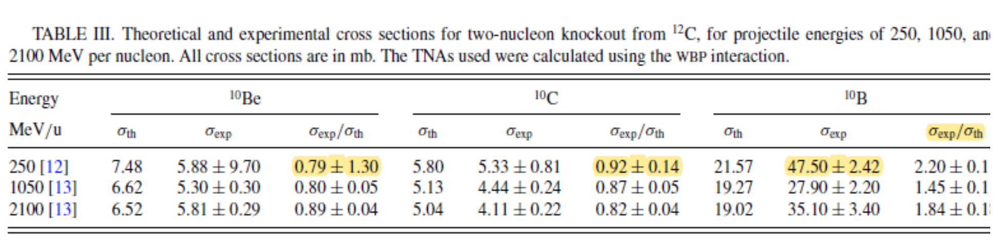 TABLE III. Theoretical and experimental cross sections for two-nucleon knockout from ¹²C, for projectile energies of 250, 1050, an
2100 MeV per nucleon. All cross sections are in mb. The TNAs used were calculated using the WBP interaction.
Energy ¹⁰Be ¹⁰C ¹⁰B
MeV/u σth σexp σexp/σth σth σexp σexp/σth σth σexp σexp/σth
250 [12] 7.48 5.88 ± 9.70 0.79 ± 1.30 5.80 5.33 ± 0.81 0.92 ± 0.14 21.57 47.50 ± 2.42 2.20 ± 0.1
1050 [13] 6.62 5.30 ± 0.30 0.80 ± 0.05 5.13 4.44 ± 0.24 0.87 ± 0.05 19.27 27.90 ± 2.20 1.45 ± 0.1
2100 [13] 6.52 5.81 ± 0.29 0.89 ± 0.04 5.04 4.11 ± 0.22 0.82 ± 0.04 19.02 35.10 ± 3.40 1.84 ± 0.1